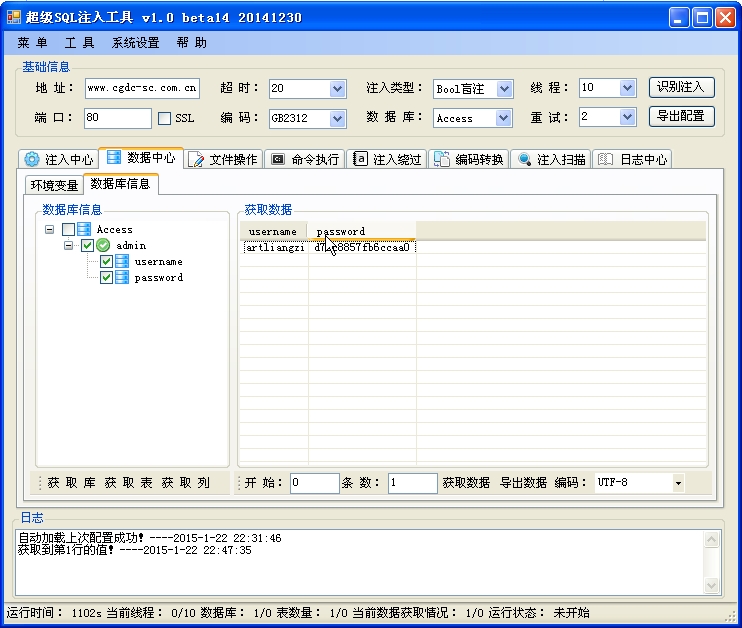 超级SQL注入工具 v1.0 beta14 20141230
菜 单 工 具 系统设置 帮 助
基础信息
地 址： www.cgdc-sc.com.cn 超 时： 20 注入类型： Bool盲注 线 程： 10 识别注入
端 口： 80 SSL 编 码： GB2312 数 据 库： Access 重 试： 2 导出配置
注入中心 数据中心 文件操作 命令执行 注入绕过 编码转换 注入扫描 日志中心
环境变量 数据库信息
数据库信息 获取数据
Access username password
admin artliangzi
username
password
获 取 库 获 取 表 获 取 列 开 始： 0 条 数： 1 获取数据 导出数据 编码： UTF-8
日志
自动加载上次配置成功! ----2015-1-22 22:31:46
获取到第1行的值! ----2015-1-22 22:47:35
运行时间： 1102s 当前线程： 0/10 数据库： 1/0 表数量： 1/0 当前数据获取情况： 1/0 运行状态： 未开始